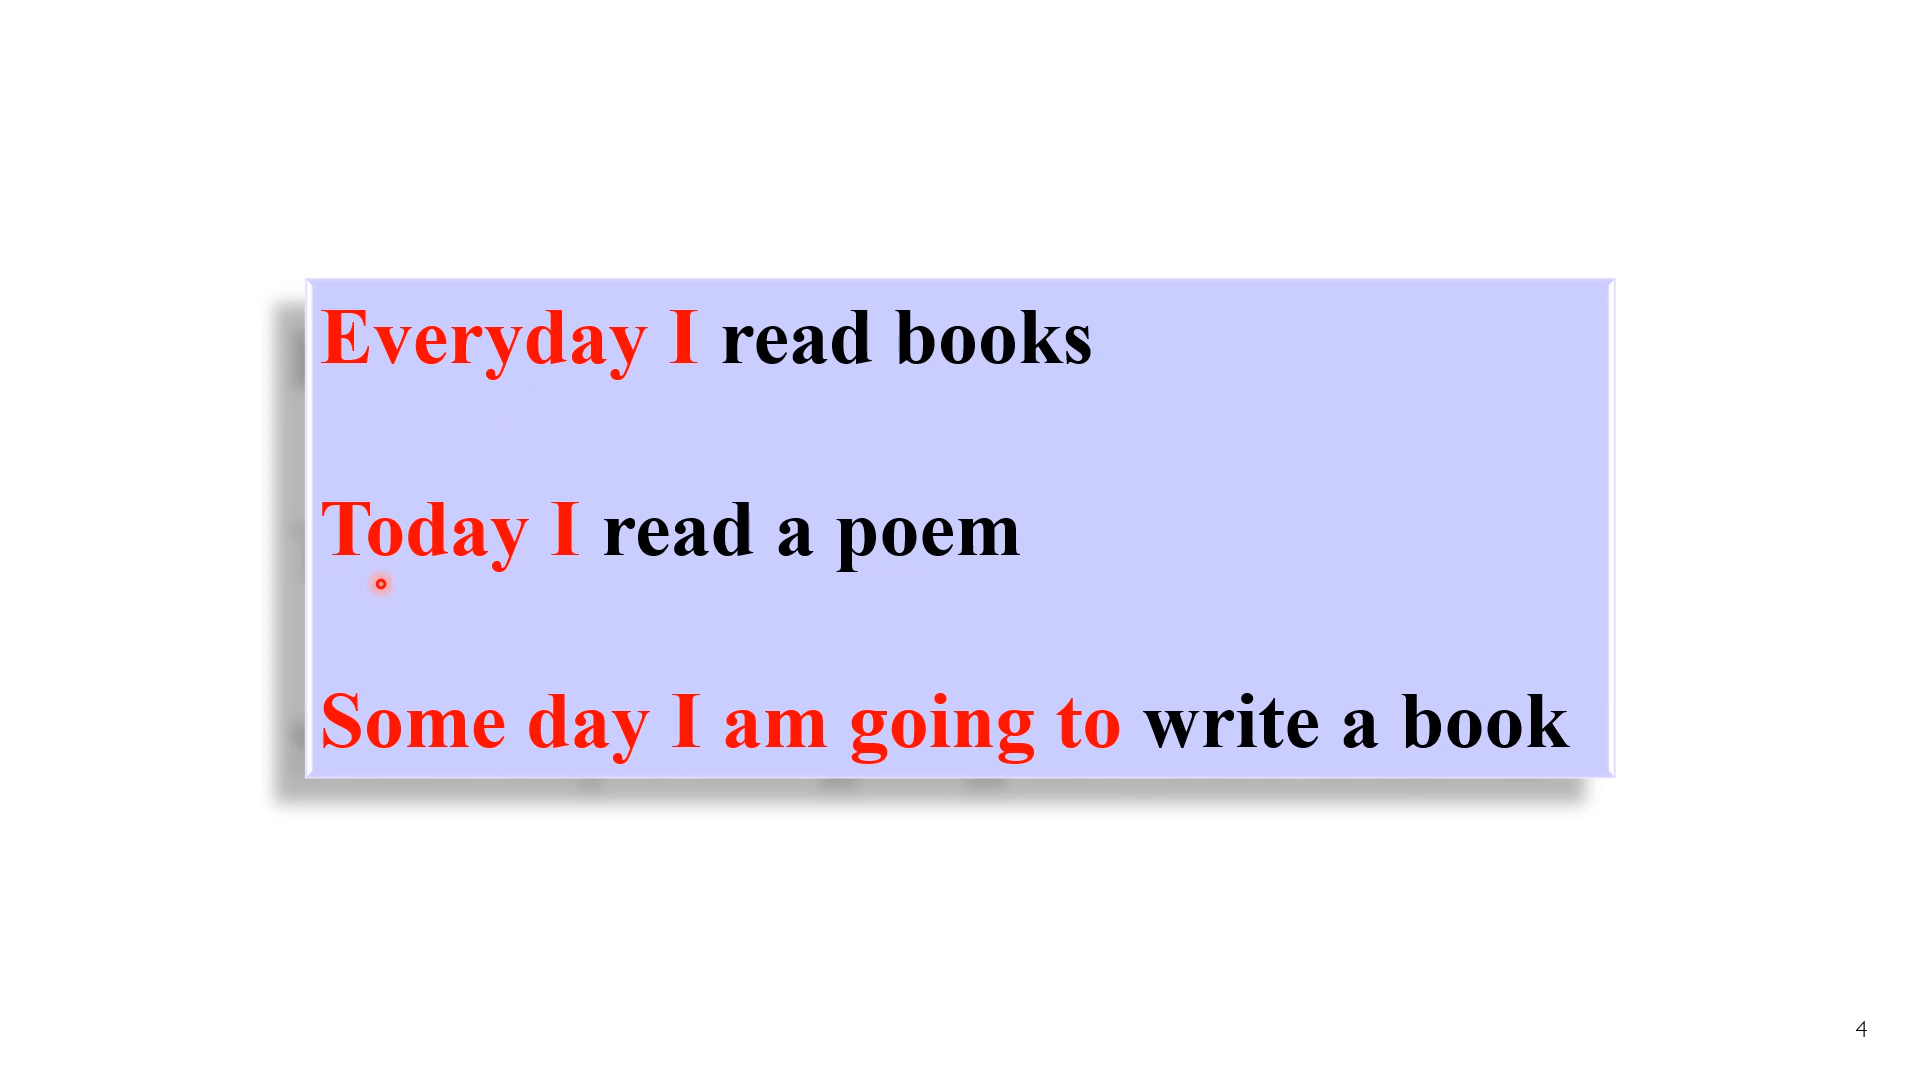 Everyday I read books
Today I read a poem
Some day I am going to write a book
4